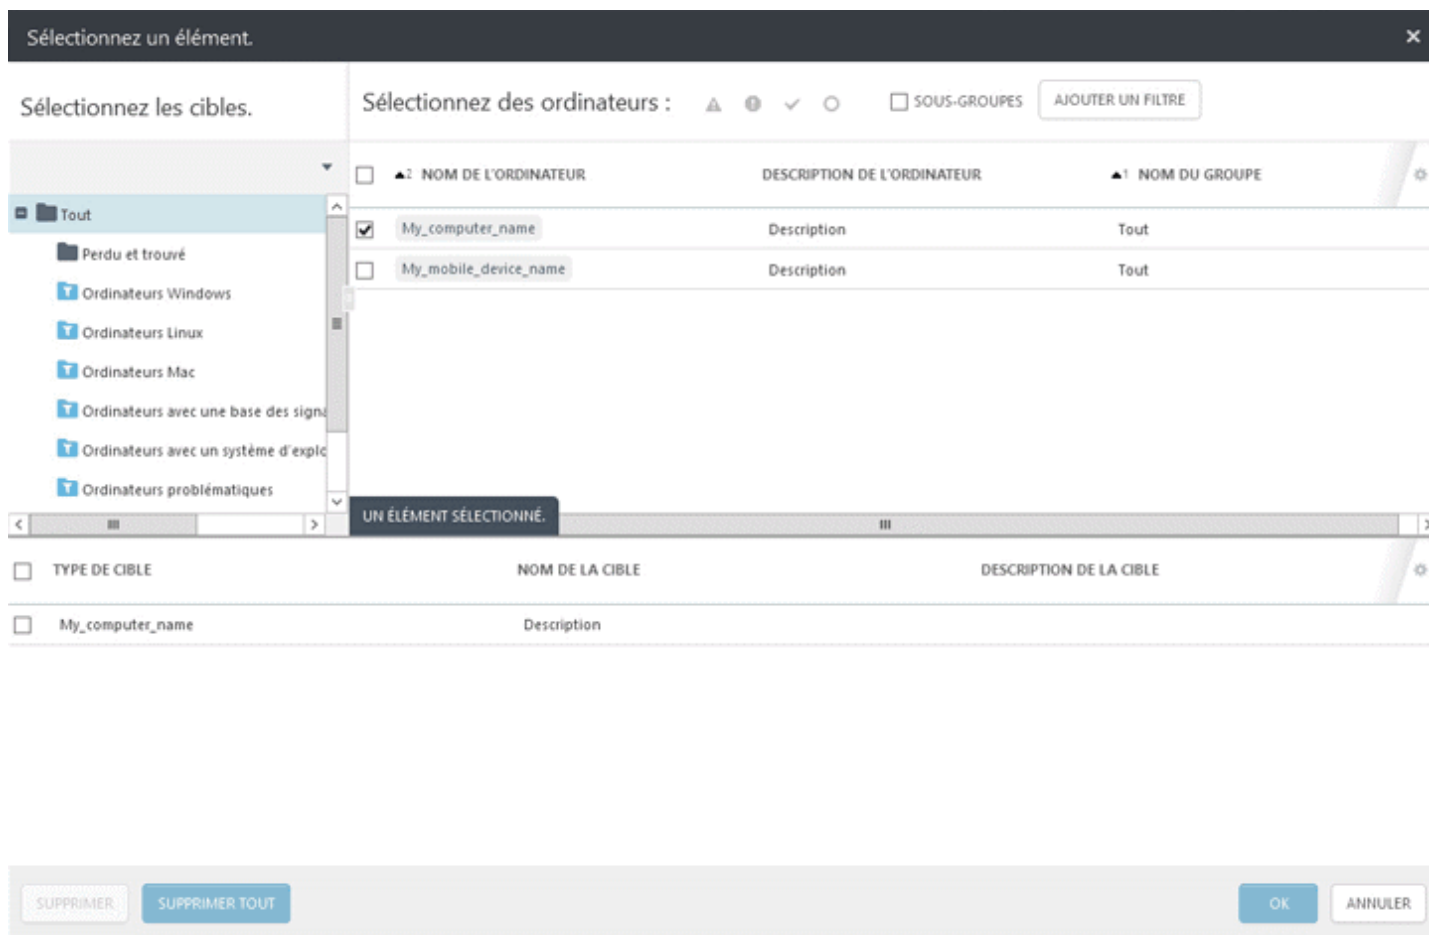 Sélectionnez un élément.
Sélectionnez les cibles.
Sélectionnez des ordinateurs :
SOUS-GROUPES
AJOUTER UN FILTRE
2 NOM DE L'ORDINATEUR DESCRIPTION DE L'ORDINATEUR 1 NOM DU GROUPE
Tout
Perdu et trouvé
Ordinateurs Windows
Ordinateurs Linux
Ordinateurs Mac
Ordinateurs avec une base des signa
Ordinateurs avec un système d'explo
Ordinateurs problématiques
My_computer_name Description Tout
My_mobile_device_name Description Tout
UN ÉLÉMENT SÉLECTIONNÉ.
TYPE DE CIBLE NOM DE LA CIBLE DESCRIPTION DE LA CIBLE
My_computer_name Description
SUPPRIMER SUPPRIMER TOUT OK ANNULER